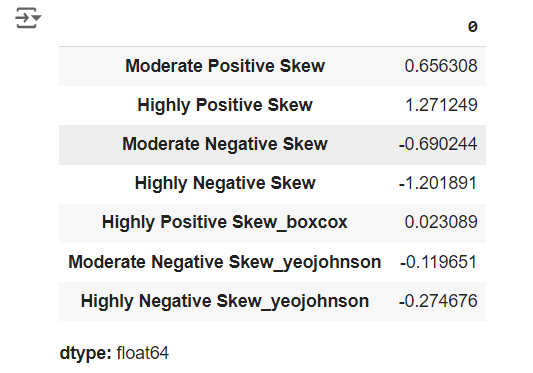 0
Moderate Positive Skew 0.656308
Highly Positive Skew 1.271249
Moderate Negative Skew -0.690244
Highly Negative Skew -1.201891
Highly Positive Skew_boxcox 0.023089
Moderate Negative Skew_yeojohnson -0.119651
Highly Negative Skew_yeojohnson -0.274676
dtype: float64